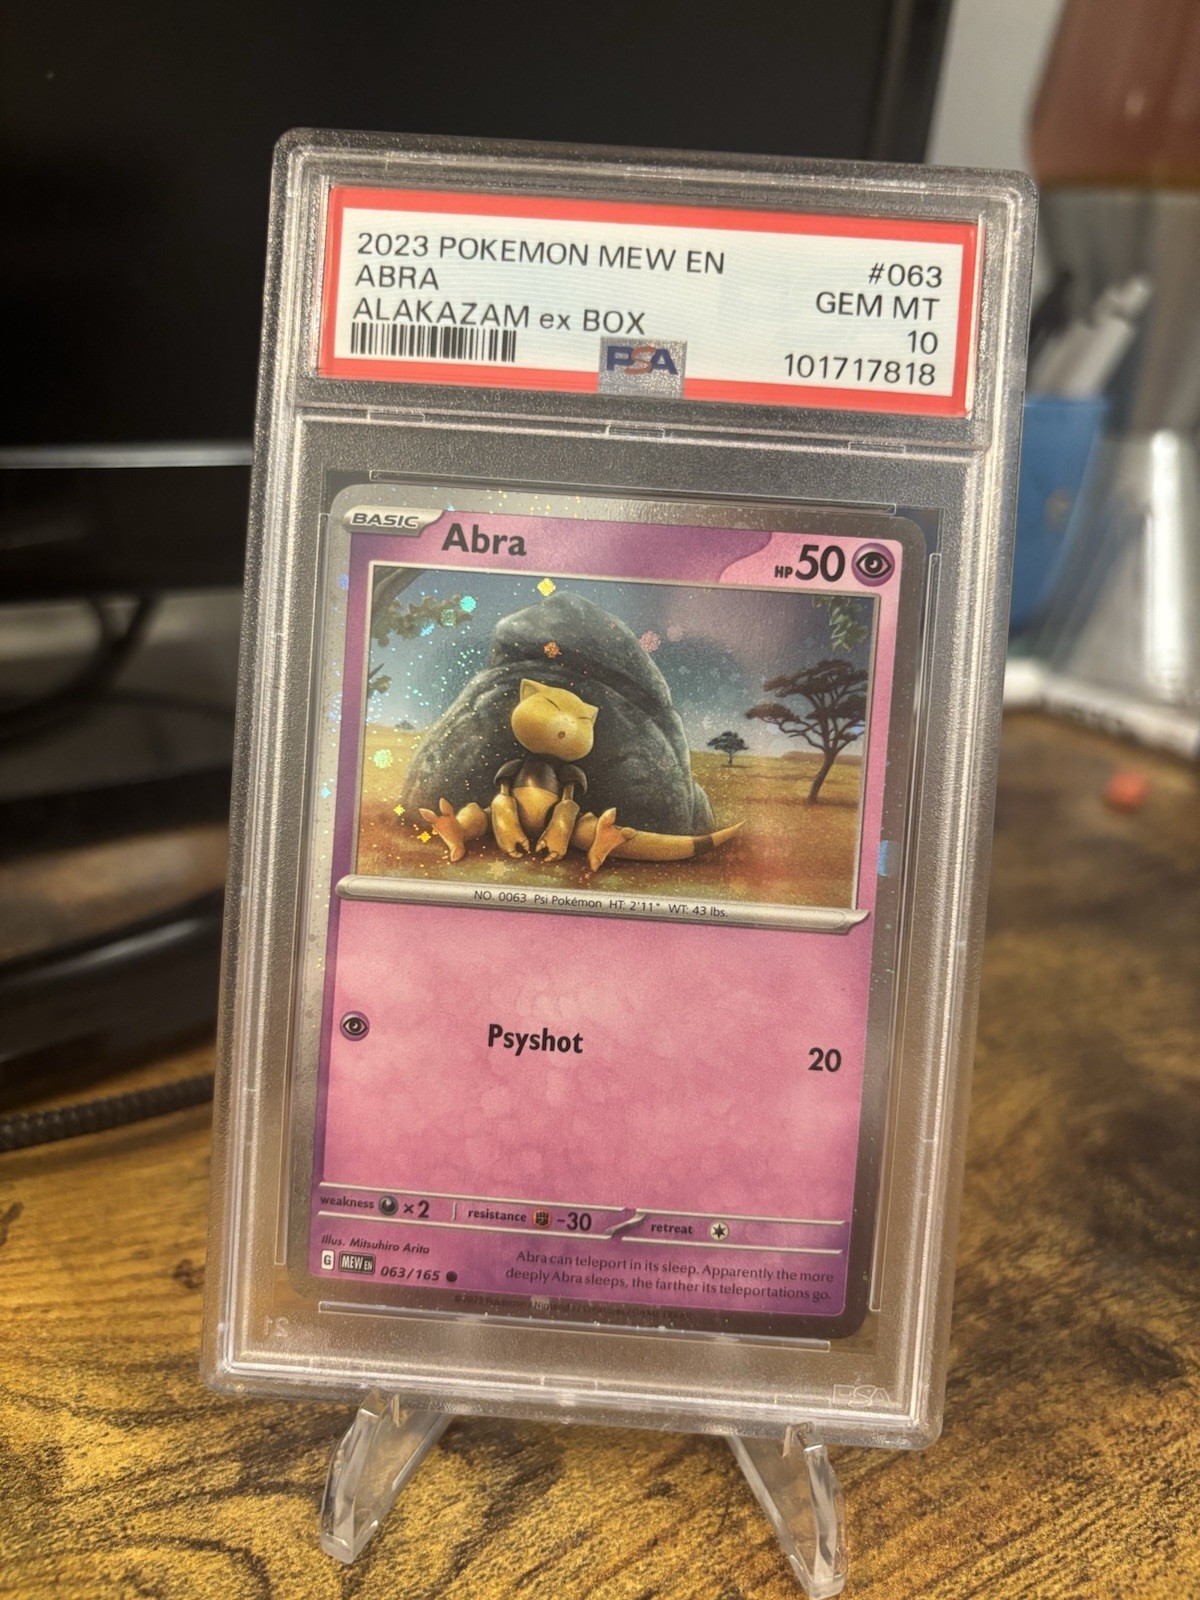 2023 POKEMON MEW EN
ABRA
ALAKAZAM ex BOX
#063
GEM MT
10
101717818
PSA
BASIC
Abra
HP 50
NO. 0063 Psi Pokémon HT: 2'11" WT: 43 lbs.
Psyshot
20
weakness ×2
resistance -30
retreat
Illus. Mitsuhiro Arita
G MEW EN 063/165
Abra can teleport in its sleep. Apparently the more
deeply Abra sleeps, the farther its teleportations go.
PSA